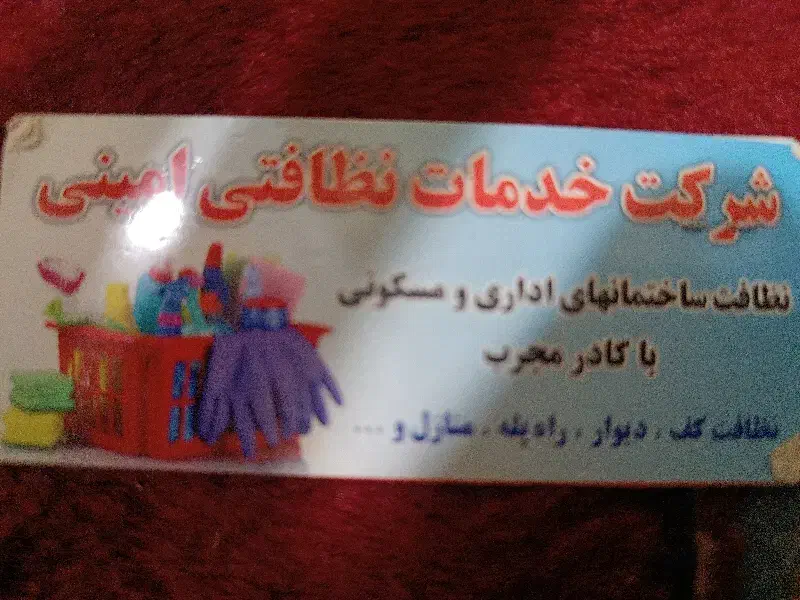 شرکت خدمات نظافتی امینی
نظافت ساختمانهای اداری و مسکونی
با کادر مجرب
نظافت کف ، دیوار ، راه پله ، منازل و ...